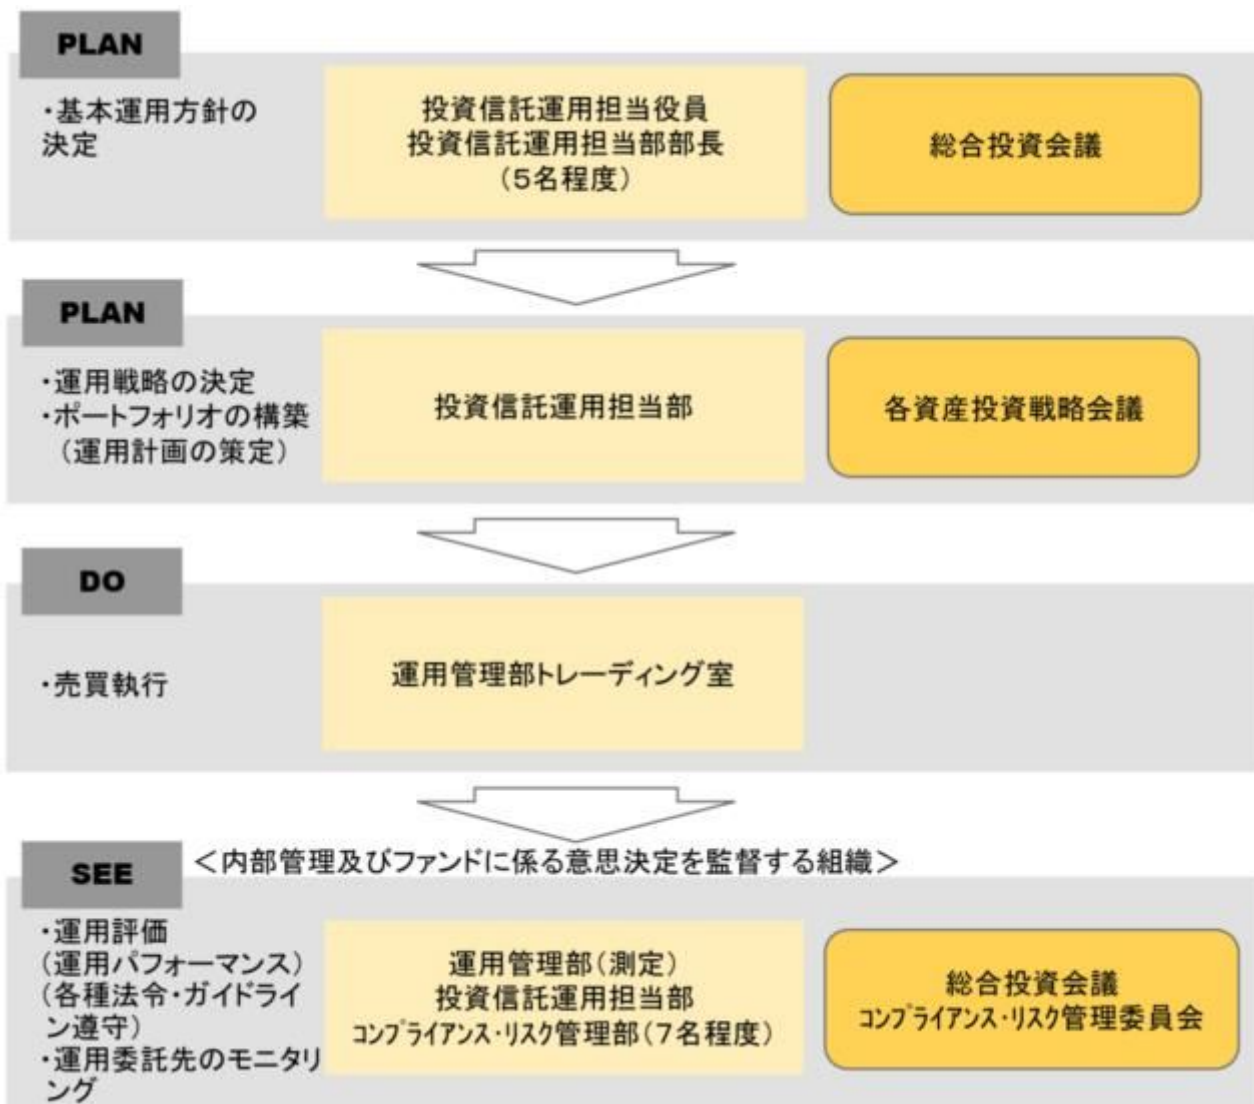 PLAN
・基本運用方針の
決定
投資信託運用担当役員
投資信託運用担当部部長
（５名程度）
総合投資会議
PLAN
・運用戦略の決定
・ポートフォリオの構築
（運用計画の策定）
投資信託運用担当部
各資産投資戦略会議
DO
・売買執行
運用管理部トレーディング室
SEE
＜内部管理及びファンドに係る意思決定を監督する組織＞
・運用評価
（運用パフォーマンス）
（各種法令・ガイドライ
ン遵守）
・運用委託先のモニタリ
ング
運用管理部（測定）
投資信託運用担当部
ｺﾝﾌﾟﾗｲｱﾝｽ・ﾘｽｸ管理部（７名程度）
総合投資会議
ｺﾝﾌﾟﾗｲｱﾝｽ・ﾘｽｸ管理委員会